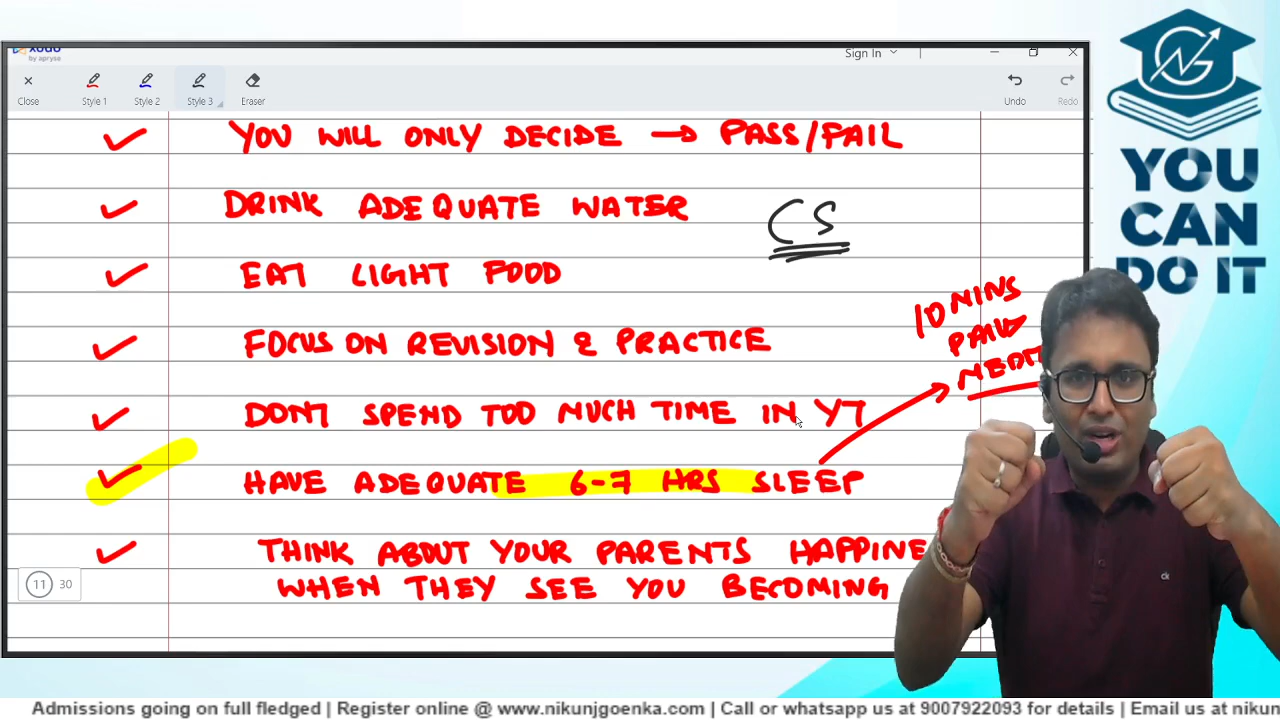 xodo
by apryse
Sign In
Close
Style 1
Style 2
Style 3
Eraser
Undo
Redo
YOU WILL ONLY DECIDE → PASS/FAIL
DRINK ADEQUATE WATER
CS
EAT LIGHT FOOD
FOCUS ON REVISION & PRACTICE
10 MINS
MEDIT
DONT SPEND TOO MUCH TIME IN YT
HAVE ADEQUATE 6-7 HRS SLEEP
THINK ABOUT YOUR PARENTS HAPPINE
WHEN THEY SEE YOU BECOMING
11 30
YOU
CAN
DO IT
Admissions going on full fledged | Register online @ www.nikunjgoenka.com | Call or whatsapp us at 9007922093 for details | Email us at nikun